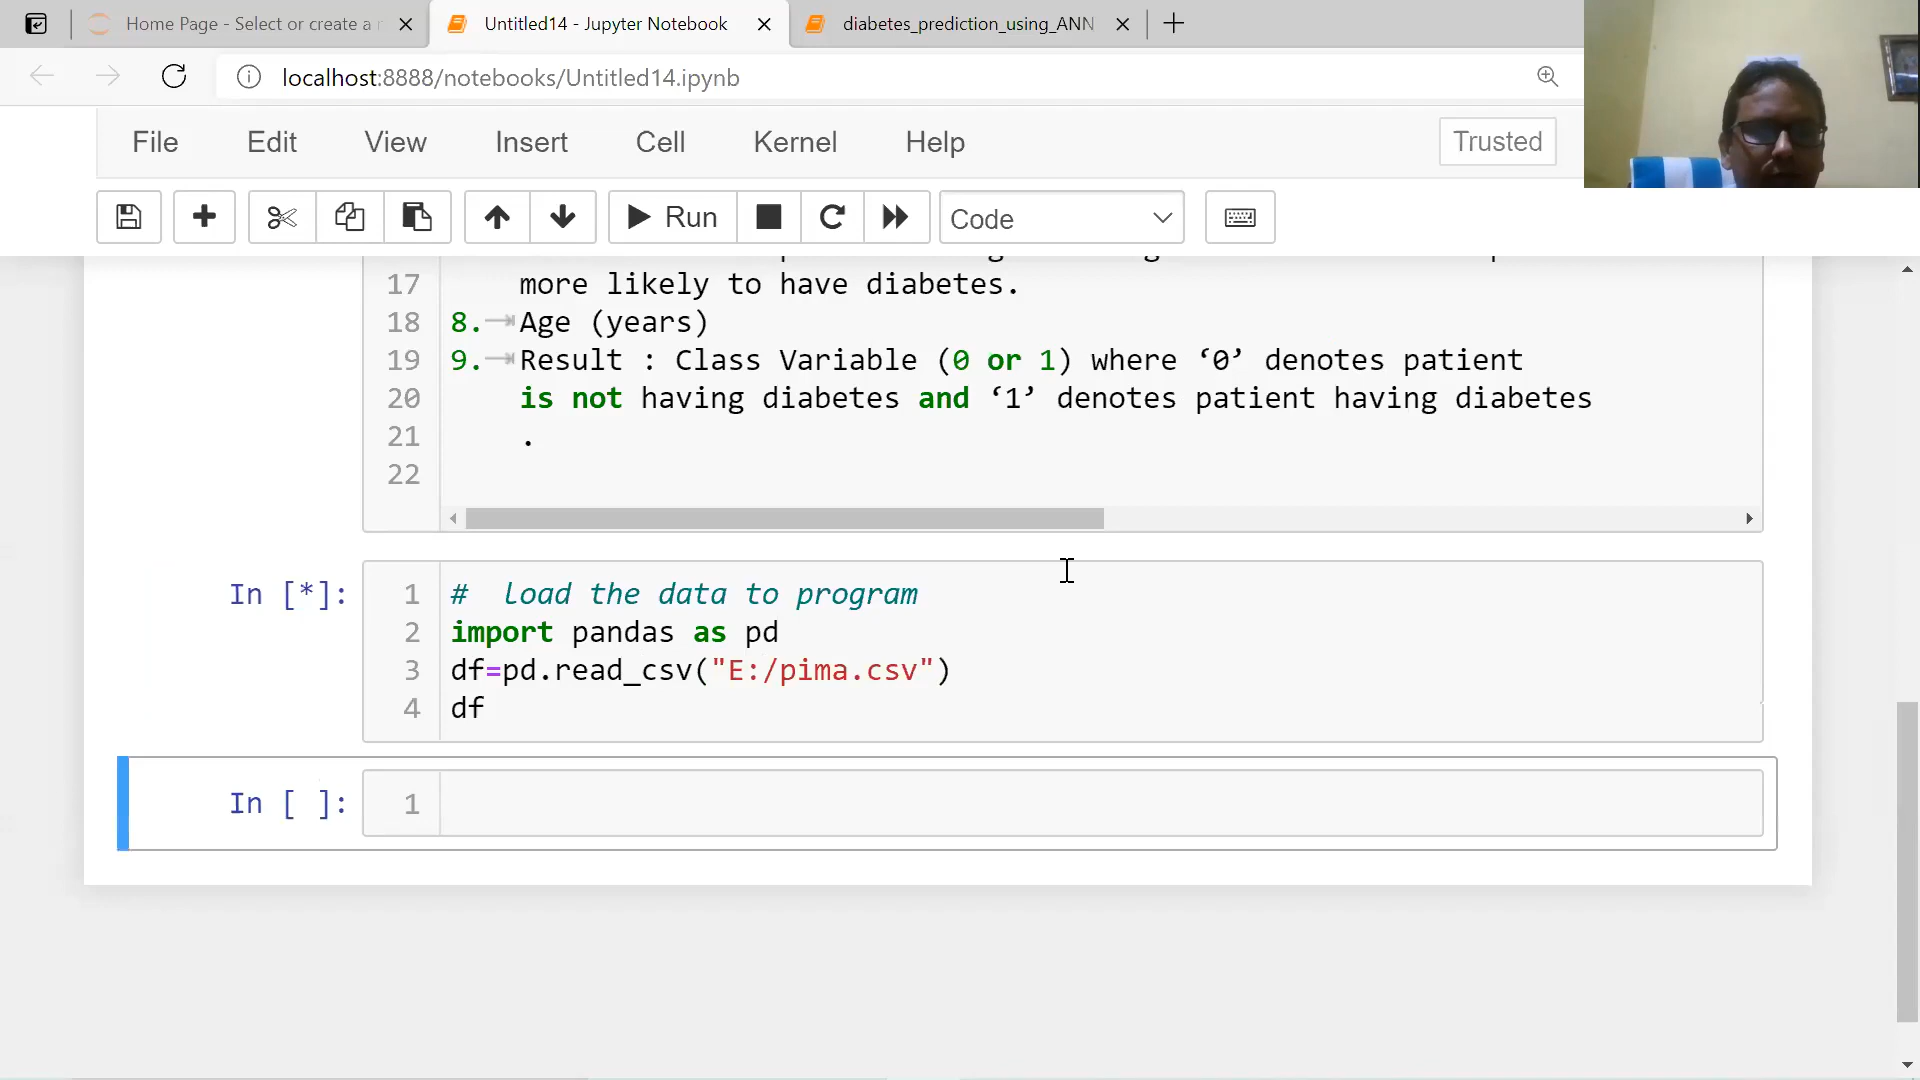 Home Page - Select or create a
Untitled14 - Jupyter Notebook
diabetes_prediction_using_ANN
localhost:8888/notebooks/Untitled14.ipynb
File Edit View Insert Cell Kernel Help
Trusted
Run
Code
17 more likely to have diabetes.
18 8. Age (years)
19 9. Result : Class Variable (0 or 1) where ‘0’ denotes patient
20 is not having diabetes and ‘1’ denotes patient having diabetes
21 .
22
In [*]:
1 # load the data to program
2 import pandas as pd
3 df=pd.read_csv("E:/pima.csv")
4 df
In [ ]:
1